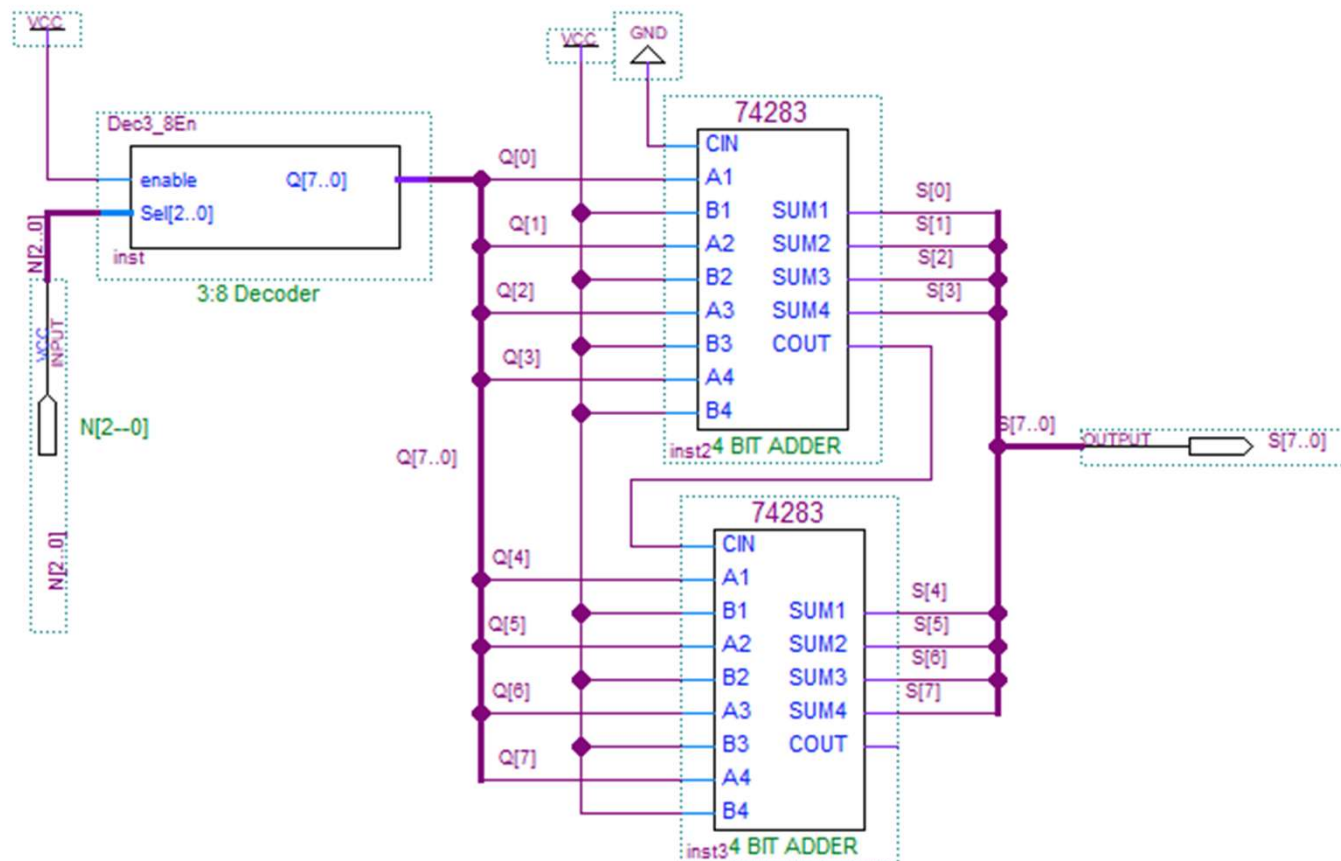 VCC
VCC
GND
Dec3_8En
enable
Q[7..0]
Sel[2..0]
inst
3:8 Decoder
N[2..0]
VCC
INPUT
N[2--0]
N[2..0]
Q[0]
Q[1]
Q[2]
Q[3]
Q[7..0]
Q[4]
Q[5]
Q[6]
Q[7]
74283
CIN
A1
B1
A2
B2
A3
B3
A4
B4
SUM1
SUM2
SUM3
SUM4
COUT
inst2
4 BIT ADDER
74283
CIN
A1
B1
A2
B2
A3
B3
A4
B4
SUM1
SUM2
SUM3
SUM4
COUT
inst3
4 BIT ADDER
S[0]
S[1]
S[2]
S[3]
S[7..0]
OUTPUT
S[7..0]
S[4]
S[5]
S[6]
S[7]